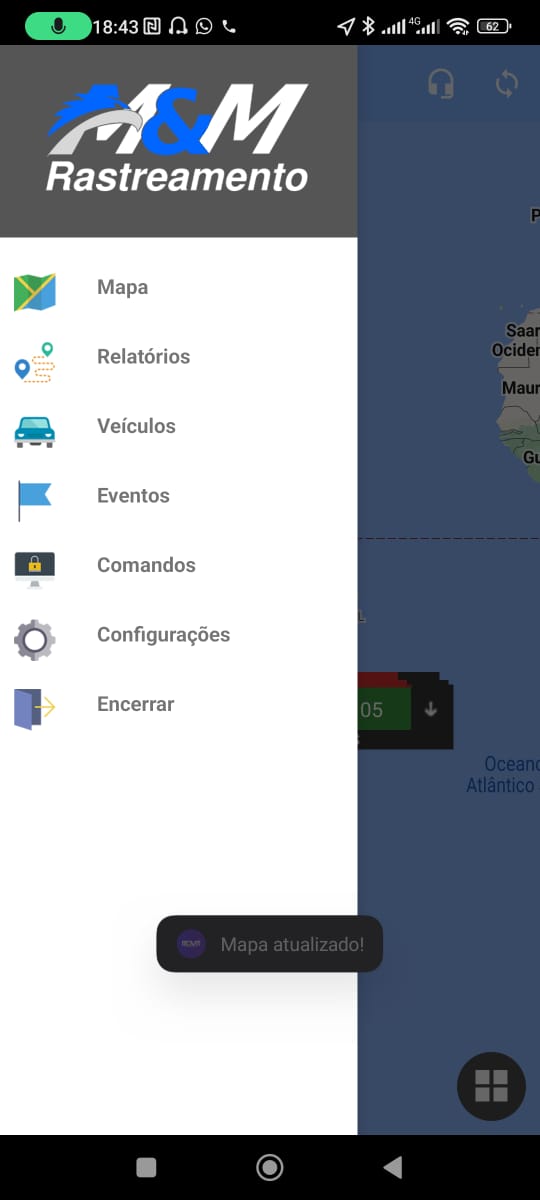 18:43
4G
62
M&M
Rastreamento
Mapa
Relatórios
Veículos
Eventos
Comandos
Configurações
Encerrar
P
Saar
Ociden
Maur
Gu
05
Oceano
Atlântico
Mapa atualizado!